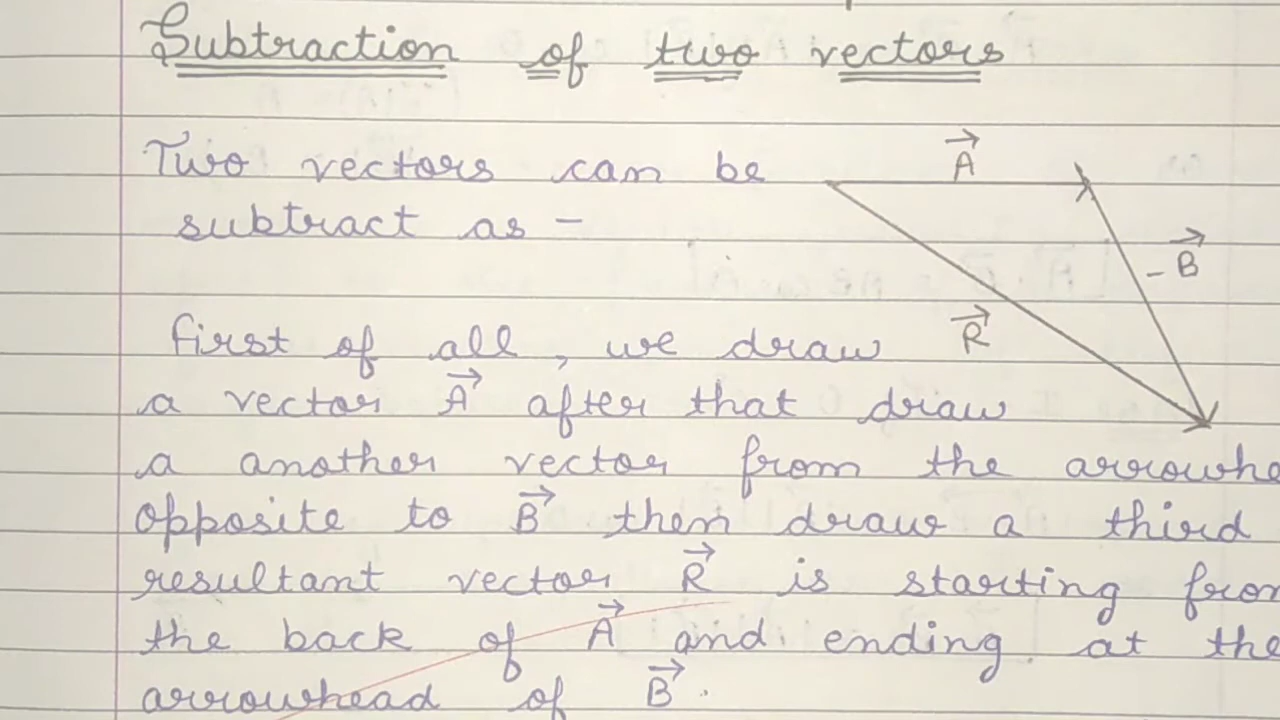 Subtraction of two vectors
Two vectors can be
subtract as -
A⃗
- B⃗
R⃗
first of all, we draw
a vector A⃗ after that draw
a another vector from the arrowhe
opposite to B⃗ then draw a third
resultant vector R⃗ is starting from
the back of A⃗ and ending at the
arrowhead of B⃗.